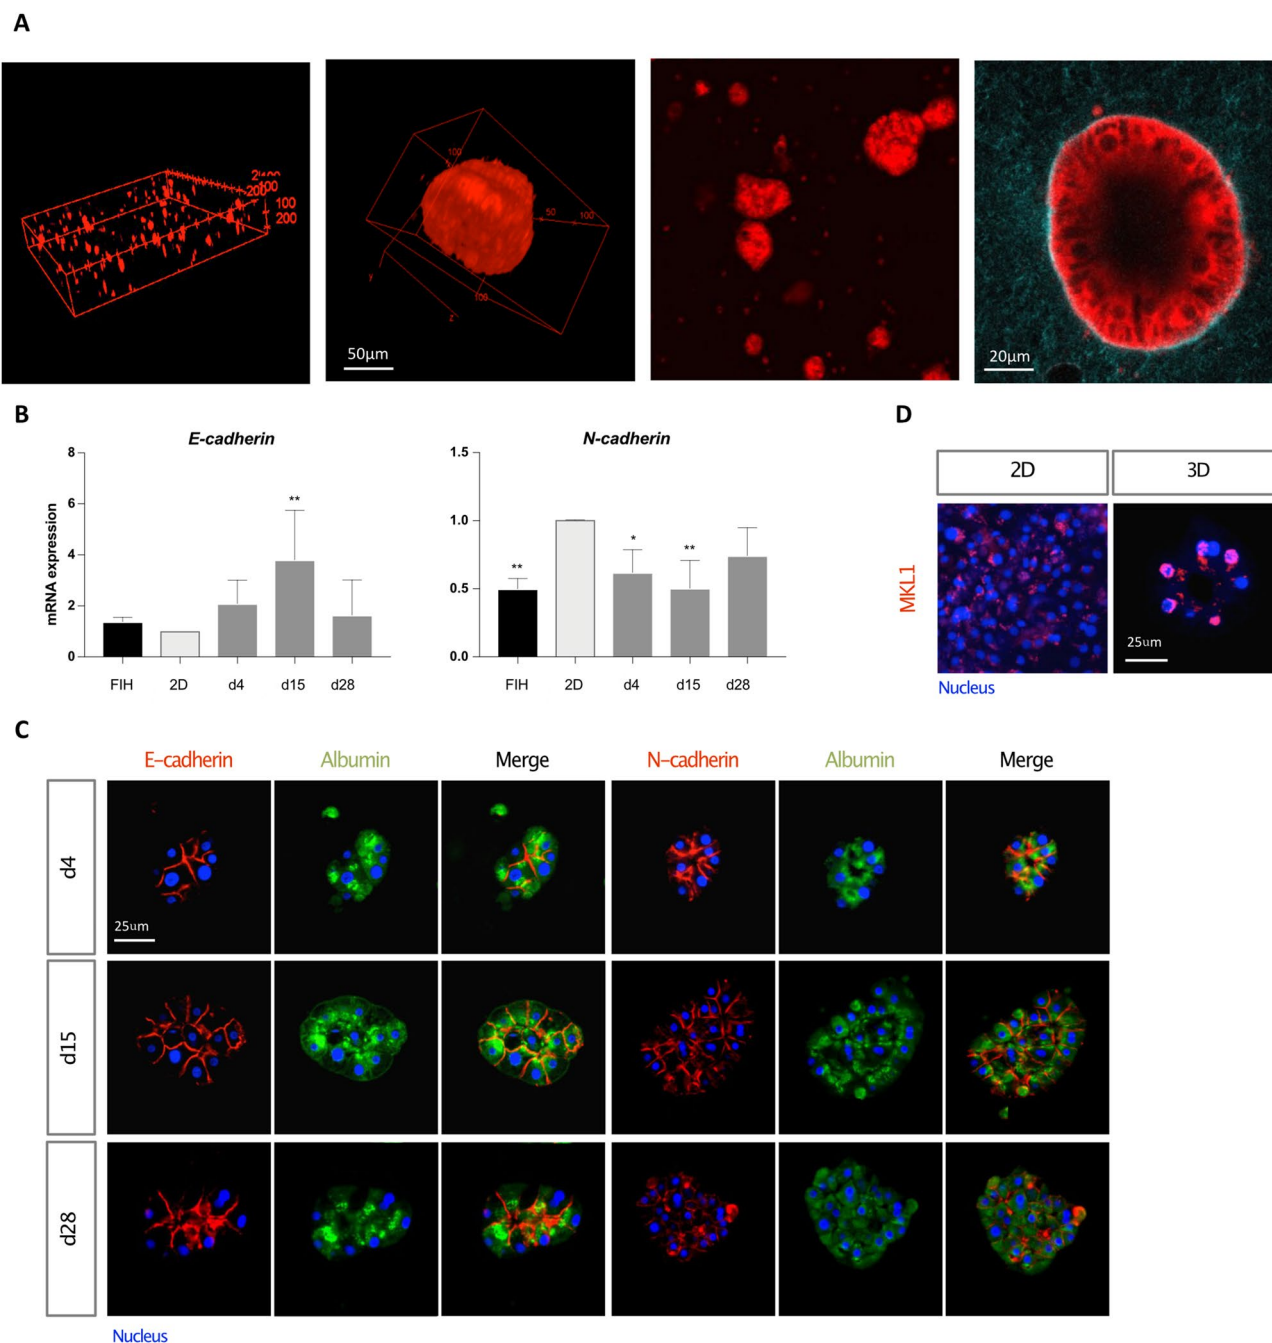 A
2100
200
100
200
100
50
100
100
y
z
50µm
20µm
B
E-cadherin
mRNA expression
8
6
4
2
0
**
FIH 2D d4 d15 d28
N-cadherin
1.5
1.0
0.5
0.0
** * **
FIH 2D d4 d15 d28
D
2D 3D
MKL1
25um
Nucleus
C
E-cadherin Albumin Merge N-cadherin Albumin Merge
d4
25um
d15
d28
Nucleus